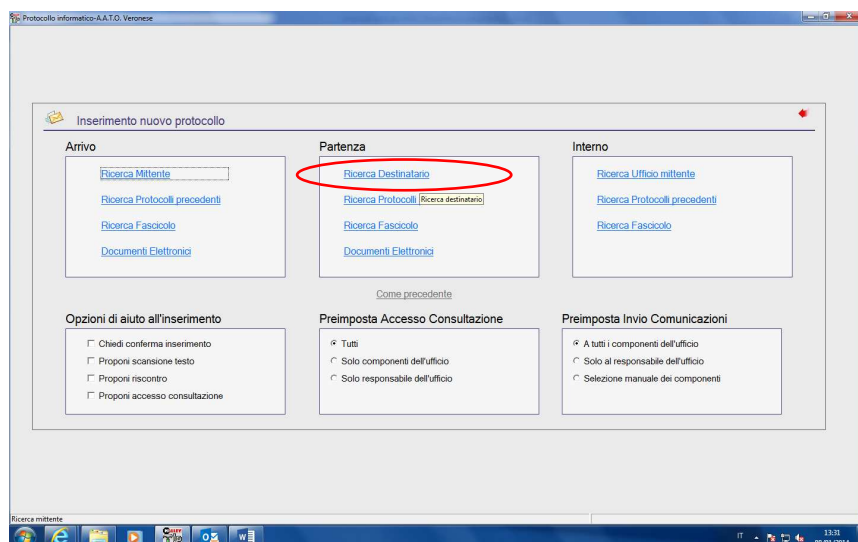 Protocollo informatico-A.A.T.O. Veronese
Inserimento nuovo protocollo
Arrivo
Ricerca Mittente
Ricerca Protocolli precedenti
Ricerca Fascicolo
Documenti Elettronici
Partenza
Ricerca Destinatario
Ricerca Protocolli
Ricerca destinatario
Ricerca Fascicolo
Documenti Elettronici
Interno
Ricerca Ufficio mittente
Ricerca Protocolli precedenti
Ricerca Fascicolo
Come precedente
Opzioni di aiuto all'inserimento
Chiedi conferma inserimento
Proponi scansione testo
Proponi riscontro
Proponi accesso consultazione
Preimposta Accesso Consultazione
Tutti
Solo componenti dell'ufficio
Solo responsabile dell'ufficio
Preimposta Invio Comunicazioni
A tutti i componenti dell'ufficio
Solo al responsabile dell'ufficio
Selezione manuale dei componenti
Ricerca mittente
IT
13:31